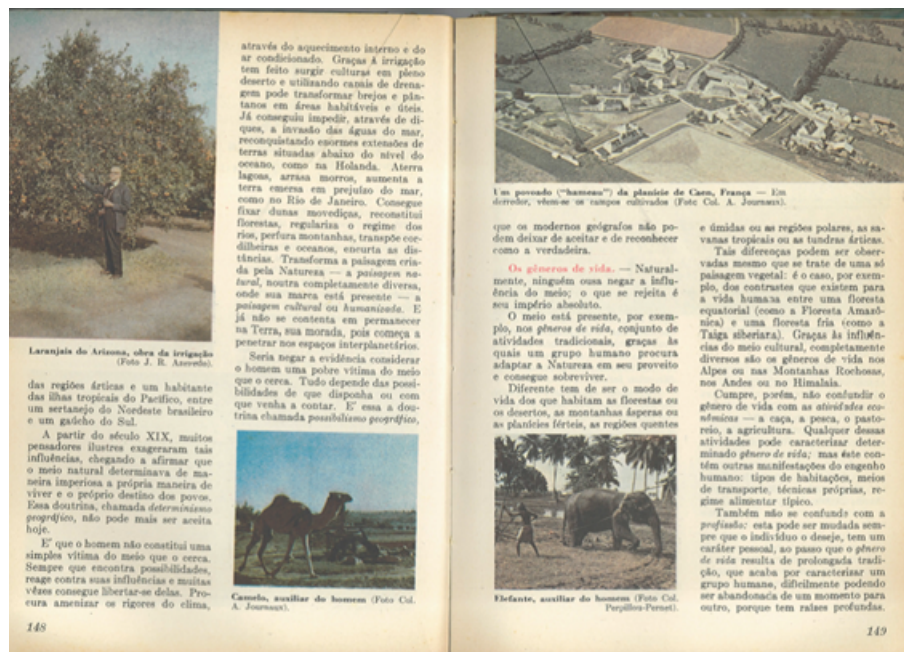 Laranjais do Arizona, obra da irrigação
(Foto J. R. Azevedo).
das regiões árticas e um habitante
das ilhas tropicais do Pacífico, entre
um sertanejo do Nordeste brasileiro
e um gaúcho do Sul.
A partir do século XIX, muitos
pensadores ilustres exageraram tais
influências, chegando a afirmar que
o meio natural determinava de ma-
neira imperiosa a própria maneira de
viver e o próprio destino dos povos.
Essa doutrina, chamada determinismo
geográfico, não pode mais ser aceita
hoje.
E' que o homem não constitui uma
simples vítima do meio que o cerca.
Sempre que encontra possibilidades,
reage contra suas influências e muitas
vêzes consegue libertar-se delas. Pro-
cura amenizar os rigores do clima,
148
através do aquecimento interno e do
ar condicionado. Graças à irrigação
tem feito surgir culturas em pleno
deserto e utilizando canais de drena-
gem pode transformar brejos e pân-
tanos em áreas habitáveis e úteis.
Já conseguiu impedir, através de di-
ques, a invasão das águas do mar,
reconquistando enormes extensões de
terras situadas abaixo do nível do
oceano, como na Holanda. Aterra
lagoas, arrasa morros, aumenta a
terra emersa em prejuízo do mar,
como no Rio de Janeiro. Consegue
fixar dunas movediças, reconstitui
florestas, regulariza o regime dos
rios, perfura montanhas, transpõe cor-
dilheiras e oceanos, encurta as dis-
tâncias. Transforma a paisagem cria-
da pela Natureza — a paisagem na-
tural, noutra completamente diversa,
onde sua marca está presente — a
paisagem cultural ou humanizada. E
já não se contenta em permanecer
na Terra, sua morada, pois começa a
penetrar nos espaços interplanetários.
Seria negar a evidência considerar
o homem uma pobre vítima do meio
que o cerca. Tudo depende das possi-
bilidades de que disponha ou com
que venha a contar. E' essa a dou-
trina chamada possibilismo geográfico,
Camelo, auxiliar do homem (Foto Col.
A. Journaux).
Um povoado ("hameau") da planície de Caen, França — Em
derredor, vêem-se os campos cultivados (Foto Col. A. Journaux).
que os modernos geógrafos não po-
dem deixar de aceitar e de reconhecer
como a verdadeira.
Os gêneros de vida. — Natural-
mente, ninguém ousa negar a influ-
ência do meio; o que se rejeita é
seu império absoluto.
O meio está presente, por exem-
plo, nos gêneros de vida, conjunto de
atividades tradicionais, graças às
quais um grupo humano procura
adaptar a Natureza em seu proveito
e consegue sobreviver.
Diferente tem de ser o modo de
vida dos que habitam as florestas ou
os desertos, as montanhas ásperas ou
as planícies férteis, as regiões quentes
Elefante, auxiliar do homem (Foto Col.
Perpillou-Pernet).
e úmidas ou as regiões polares, as sa-
vanas tropicais ou as tundras árticas.
Tais diferenças podem ser obser-
vadas mesmo que se trate de uma só
paisagem vegetal: é o caso, por exem-
plo, dos contrastes que existem para
a vida humana entre uma floresta
equatorial (como a Floresta Amazô-
nica) e uma floresta fria (como a
Taiga siberiana). Graças às influên-
cias do meio cultural, completamente
diversos são os gêneros de vida nos
Alpes ou nas Montanhas Rochosas,
nos Andes ou no Himalaia.
Cumpre, porém, não confundir o
gênero de vida com as atividades eco-
nômicas — a caça, a pesca, o pasto-
reio, a agricultura. Qualquer dessas
atividades pode caracterizar deter-
minado gênero de vida; mas êste con-
tém outras manifestações do engenho
humano: tipos de habitações, meios
de transporte, técnicas próprias, re-
gime alimentar típico.
Também não se confunde com a
profissão: esta pode ser mudada sem-
pre que o indivíduo o deseje, tem um
caráter pessoal, ao passo que o gênero
de vida resulta de prolongada tradi-
ção, que acaba por caracterizar um
grupo humano, dificilmente podendo
ser abandonada de um momento para
outro, porque tem raízes profundas.
149